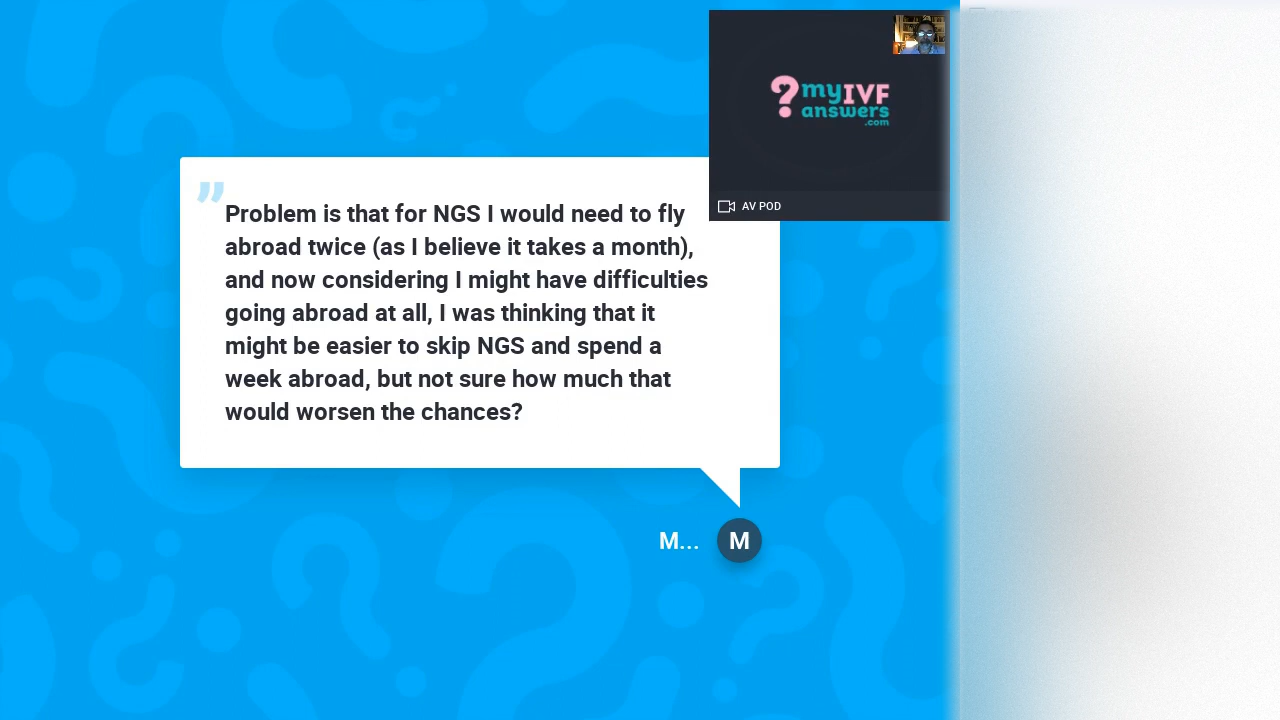 ?myIVF
answers
.com
AV POD
”
Problem is that for NGS I would need to fly
abroad twice (as I believe it takes a month),
and now considering I might have difficulties
going abroad at all, I was thinking that it
might be easier to skip NGS and spend a
week abroad, but not sure how much that
would worsen the chances?
M...
M